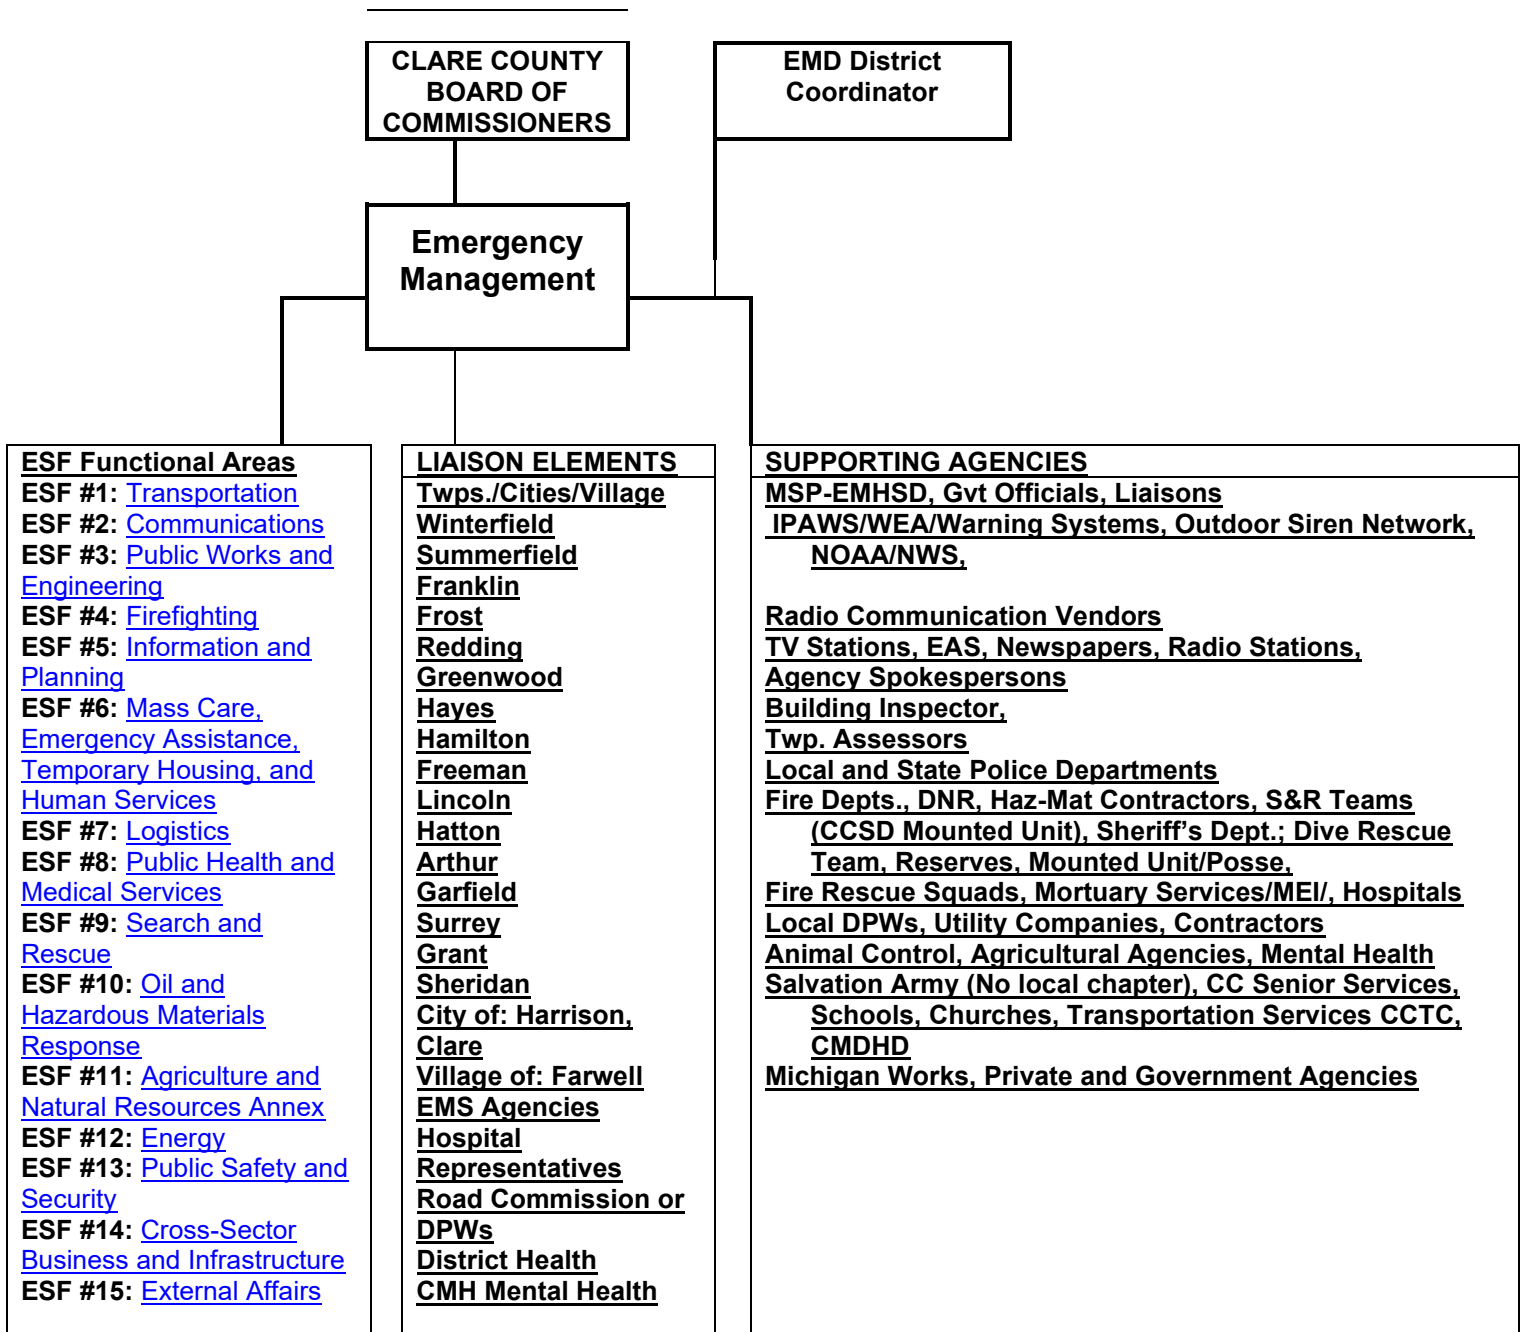 CLARE COUNTY
BOARD OF
COMMISSIONERS
EMD District
Coordinator
Emergency
Management
ESF Functional Areas
ESF #1: Transportation
ESF #2: Communications
ESF #3: Public Works and
Engineering
ESF #4: Firefighting
ESF #5: Information and
Planning
ESF #6: Mass Care,
Emergency Assistance,
Temporary Housing, and
Human Services
ESF #7: Logistics
ESF #8: Public Health and
Medical Services
ESF #9: Search and
Rescue
ESF #10: Oil and
Hazardous Materials
Response
ESF #11: Agriculture and
Natural Resources Annex
ESF #12: Energy
ESF #13: Public Safety and
Security
ESF #14: Cross-Sector
Business and Infrastructure
ESF #15: External Affairs
LIAISON ELEMENTS
Twps./Cities/Village
Winterfield
Summerfield
Franklin
Frost
Redding
Greenwood
Hayes
Hamilton
Freeman
Lincoln
Hatton
Arthur
Garfield
Surrey
Grant
Sheridan
City of: Harrison,
Clare
Village of: Farwell
EMS Agencies
Hospital
Representatives
Road Commission or
DPWs
District Health
CMH Mental Health
SUPPORTING AGENCIES
MSP-EMHSD, Gvt Officials, Liaisons
IPAWS/WEA/Warning Systems, Outdoor Siren Network,
NOAA/NWS,
Radio Communication Vendors
TV Stations, EAS, Newspapers, Radio Stations,
Agency Spokespersons
Building Inspector,
Twp. Assessors
Local and State Police Departments
Fire Depts., DNR, Haz-Mat Contractors, S&R Teams
(CCSD Mounted Unit), Sheriff's Dept.; Dive Rescue
Team, Reserves, Mounted Unit/Posse,
Fire Rescue Squads, Mortuary Services/MEI/, Hospitals
Local DPWs, Utility Companies, Contractors
Animal Control, Agricultural Agencies, Mental Health
Salvation Army (No local chapter), CC Senior Services,
Schools, Churches, Transportation Services CCTC,
CMDHD
Michigan Works, Private and Government Agencies